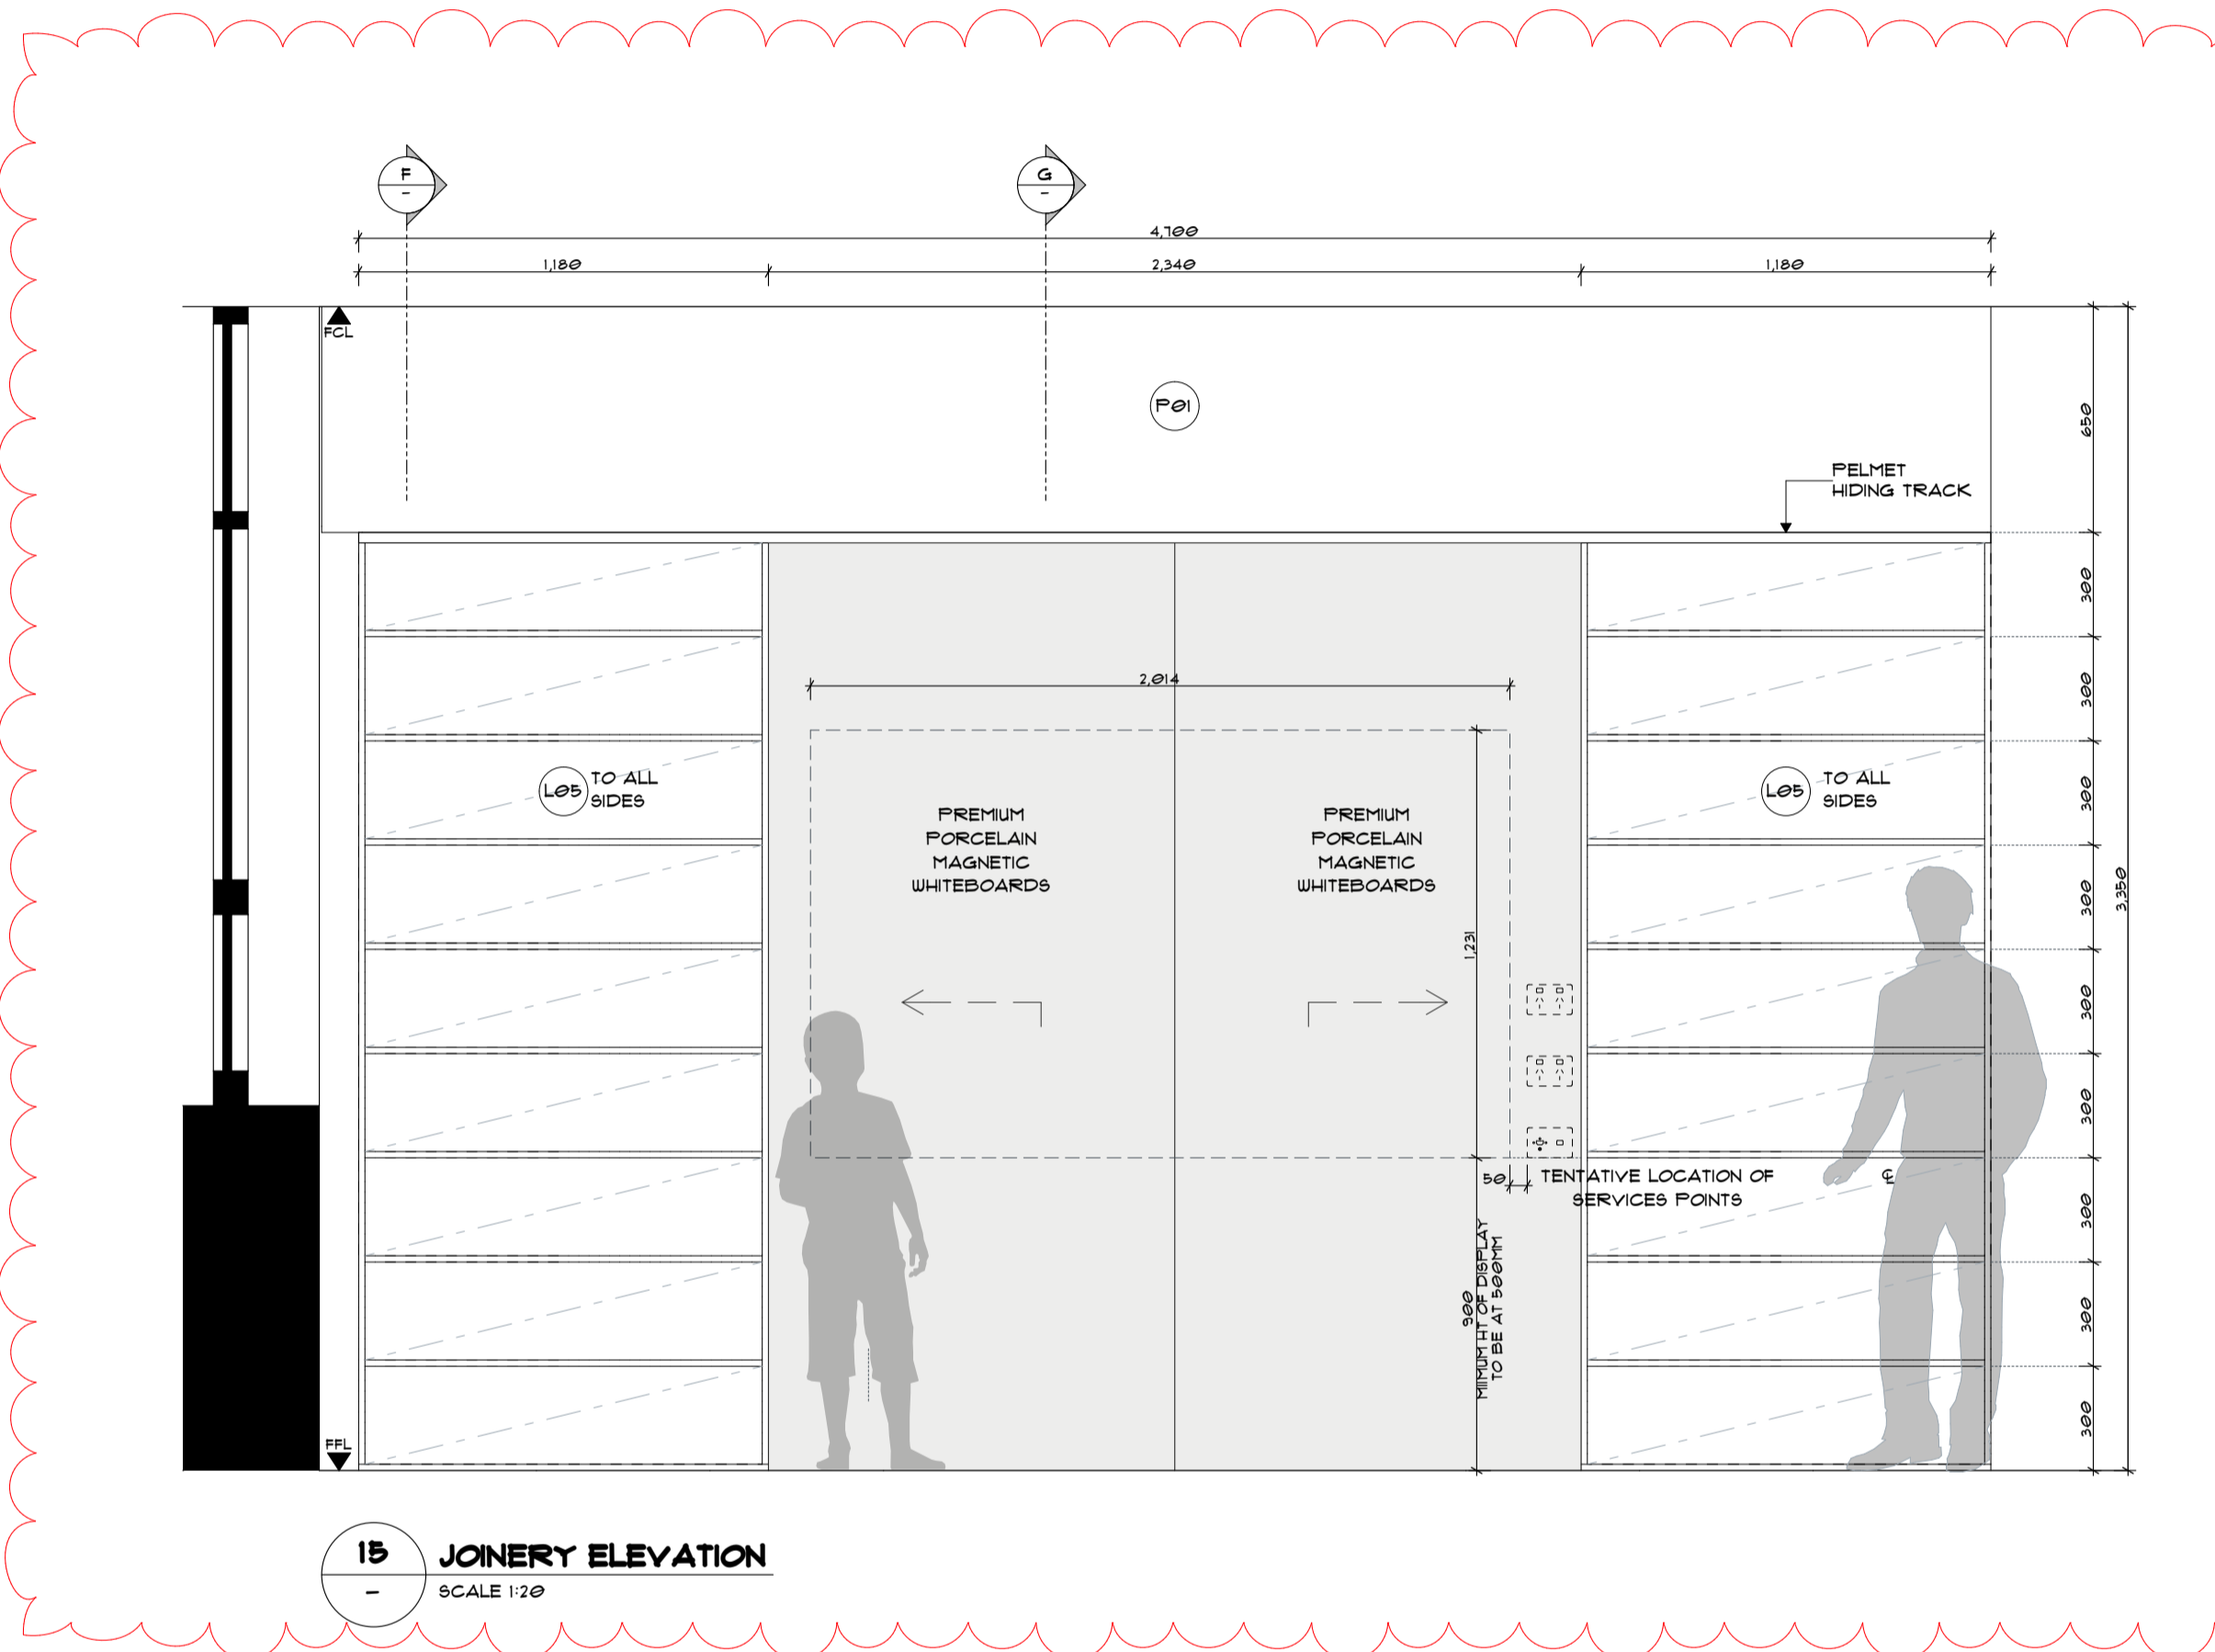 F
-
G
-
4,700
1,180
2,340
1,180
FCL
P01
650
PELMET
HIDING TRACK
300
2,014
300
L05
TO ALL
SIDES
L05
TO ALL
SIDES
300
PREMIUM
PORCELAIN
MAGNETIC
WHITEBOARDS
PREMIUM
PORCELAIN
MAGNETIC
WHITEBOARDS
300
3,350
1,231
300
300
50
TENTATIVE LOCATION OF
SERVICES POINTS
300
900
MIIMUM HT OF DISPLAY
TO BE AT 500MM
300
300
FFL
15
-
JOINERY ELEVATION
SCALE 1:20